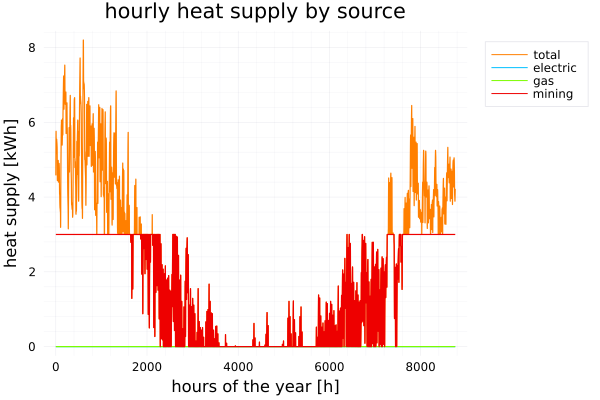 hourly heat supply by source
heat supply [kWh]
8
6
4
2
0
0 2000 4000 6000 8000
hours of the year [h]
total
electric
gas
mining